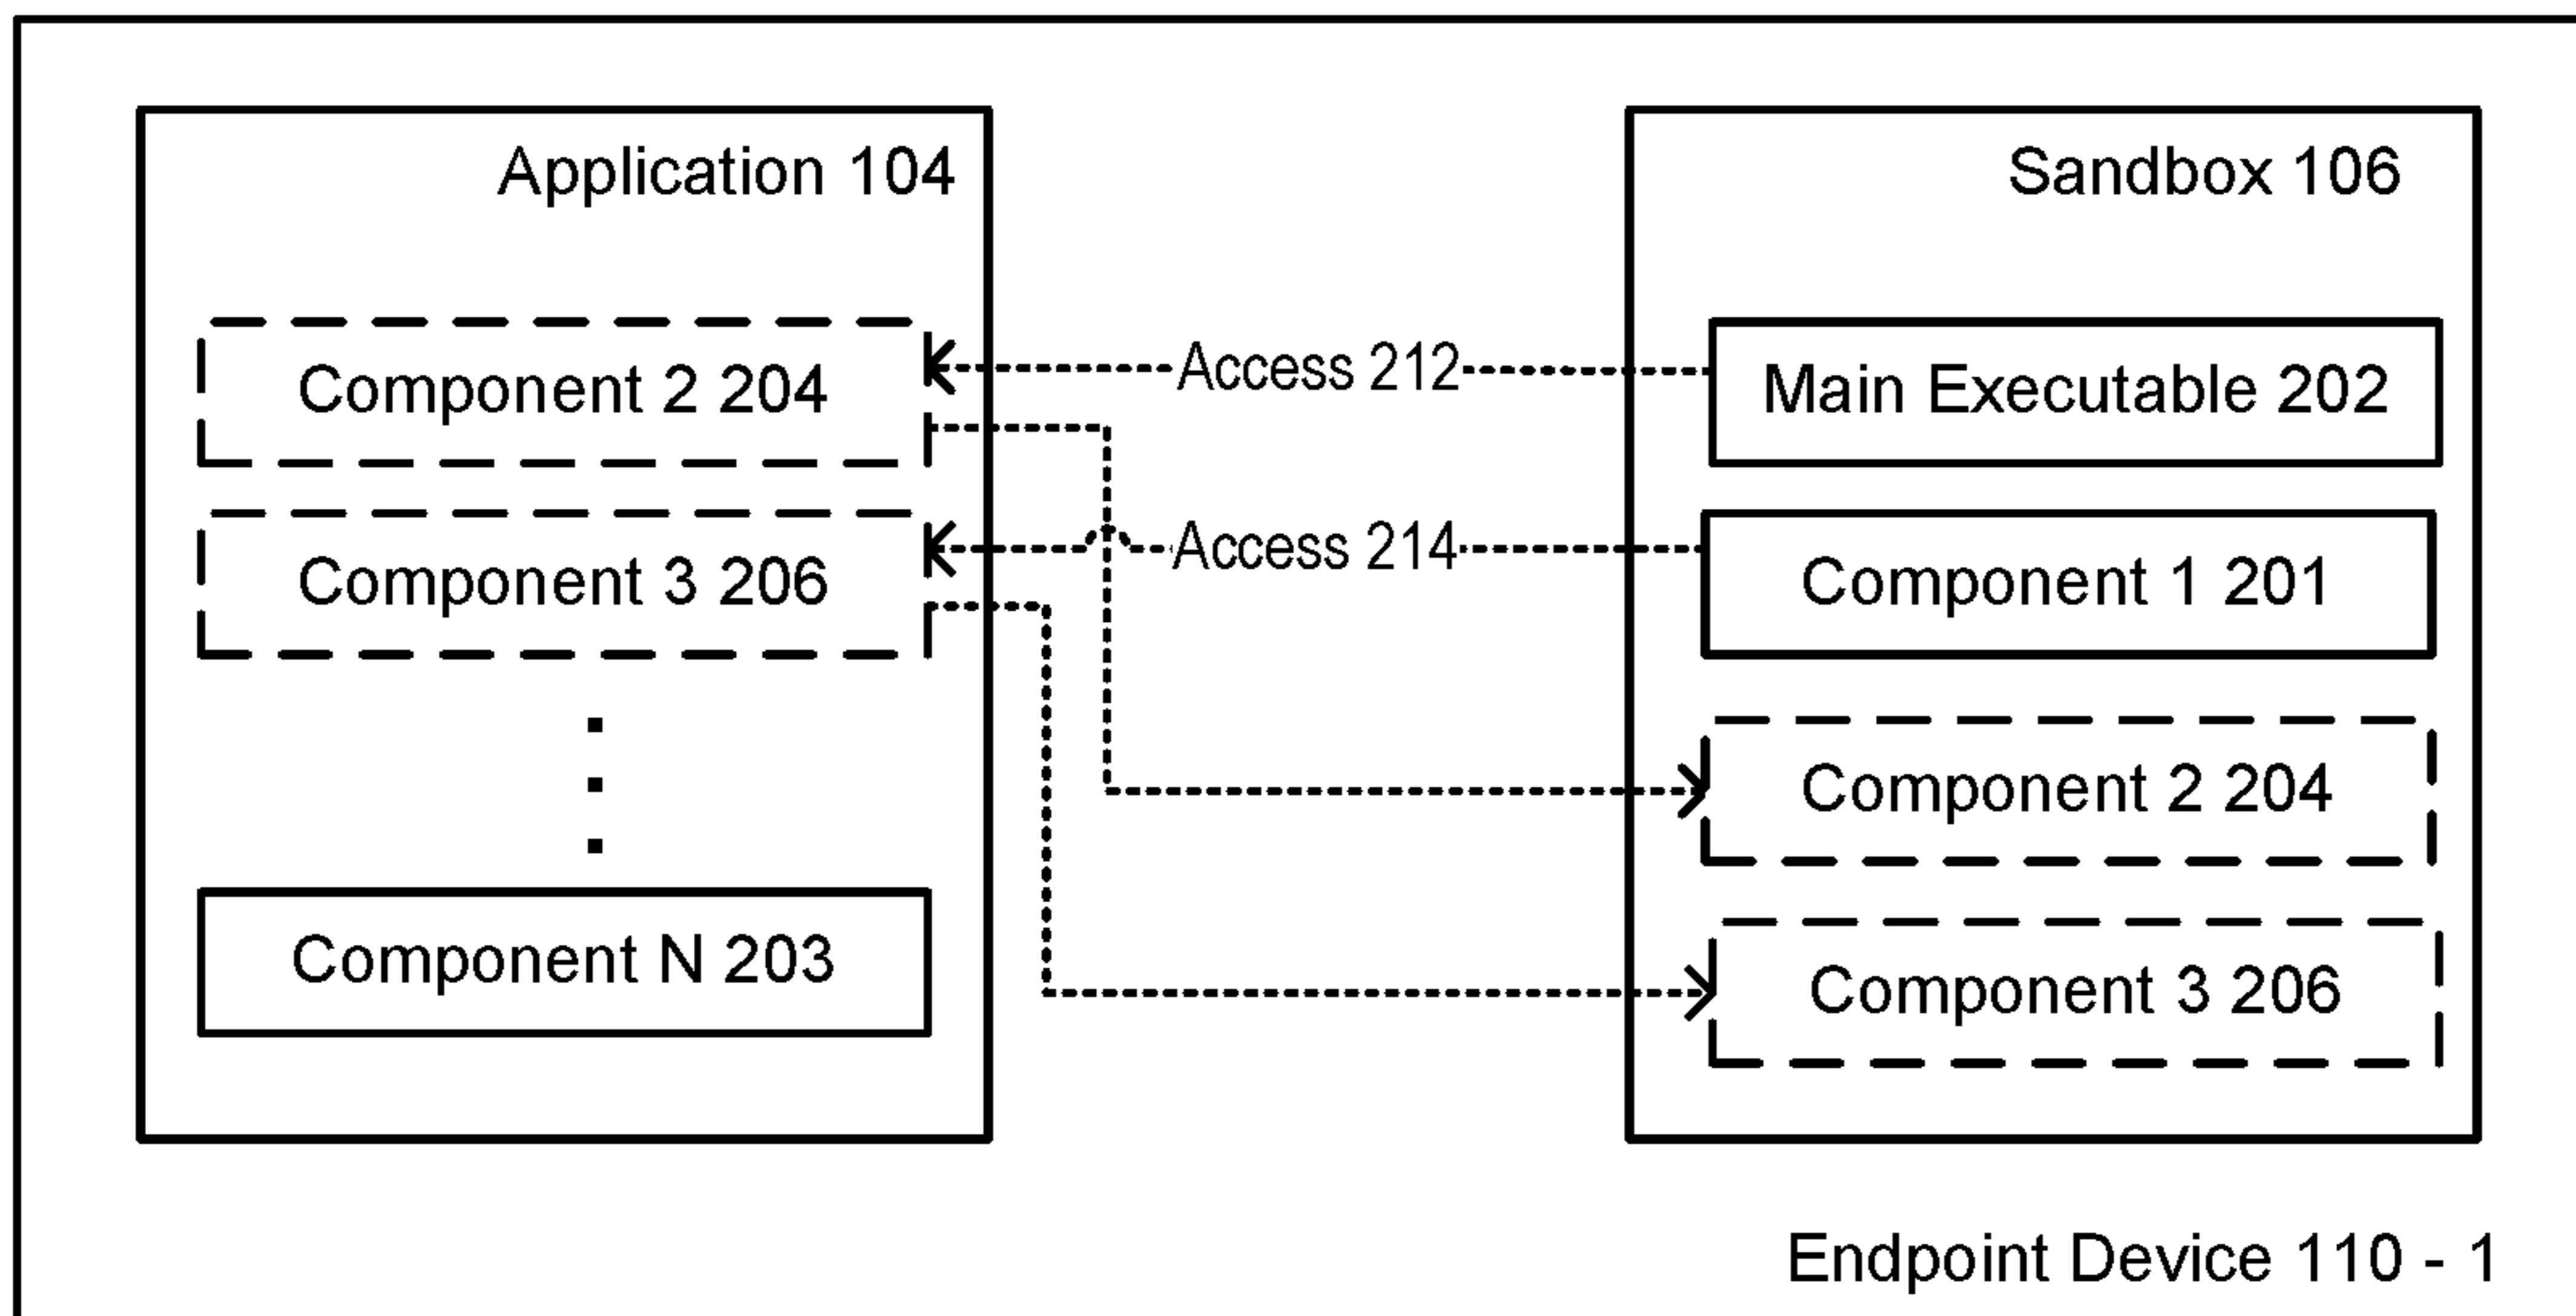 Application 104
Component 2 204
Component 3 206
Component N 203
Access 212
Access 214
Sandbox 106
Main Executable 202
Component 1 201
Component 2 204
Component 3 206
Endpoint Device 110 - 1